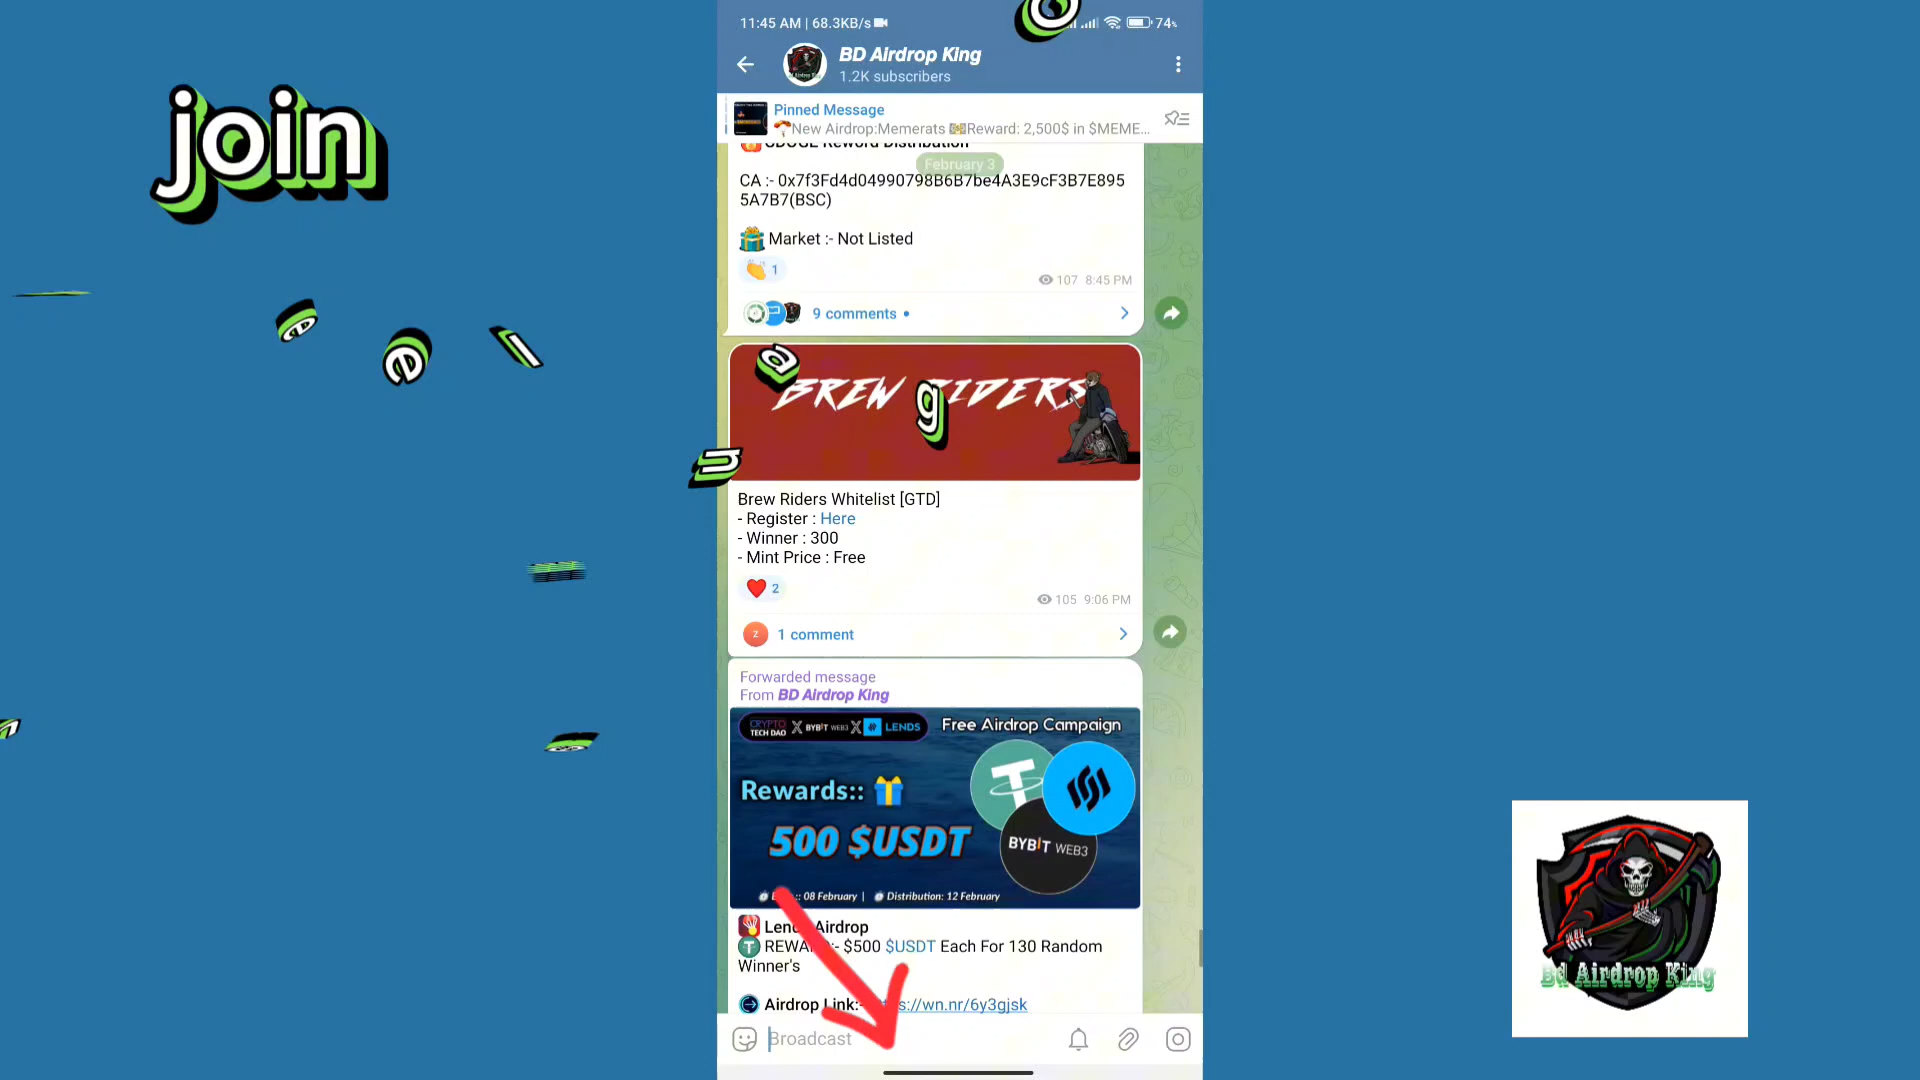 join
11:45 AM | 68.3KB/s
74%
BD Airdrop King
1.2K subscribers
Pinned Message
New Airdrop:Memerats Reward: 2,500$ in $MEME...
Reword Distribution
February 3
CA :- 0x7f3Fd4d04990798B6B7be4A3E9cF3B7E895
5A7B7(BSC)
Market :- Not Listed
1
107 8:45 PM
9 comments
BREW RIDERS
Brew Riders Whitelist [GTD]
- Register : Here
- Winner : 300
- Mint Price : Free
2
105 9:06 PM
Z
1 comment
Forwarded message
From BD Airdrop King
CRYPTO TECH DAO X BYBIT WEB3 X LENDS
Free Airdrop Campaign
Rewards::
500 $USDT
BYBIT WEB3
08 February | Distribution: 12 February
Airdrop
$500 $USDT Each For 130 Random
Winner's
Airdrop Link:- s://wn.nr/6y3gjsk
Broadcast
Bd Airdrop King
e
l
a
g